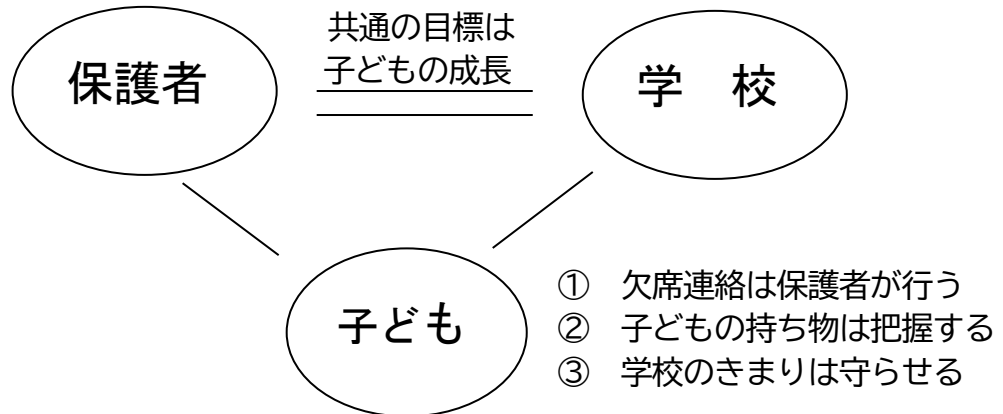 共通の目標は
子どもの成長
保護者
学　校
子ども
①　欠席連絡は保護者が行う
②　子どもの持ち物は把握する
③　学校のきまりは守らせる